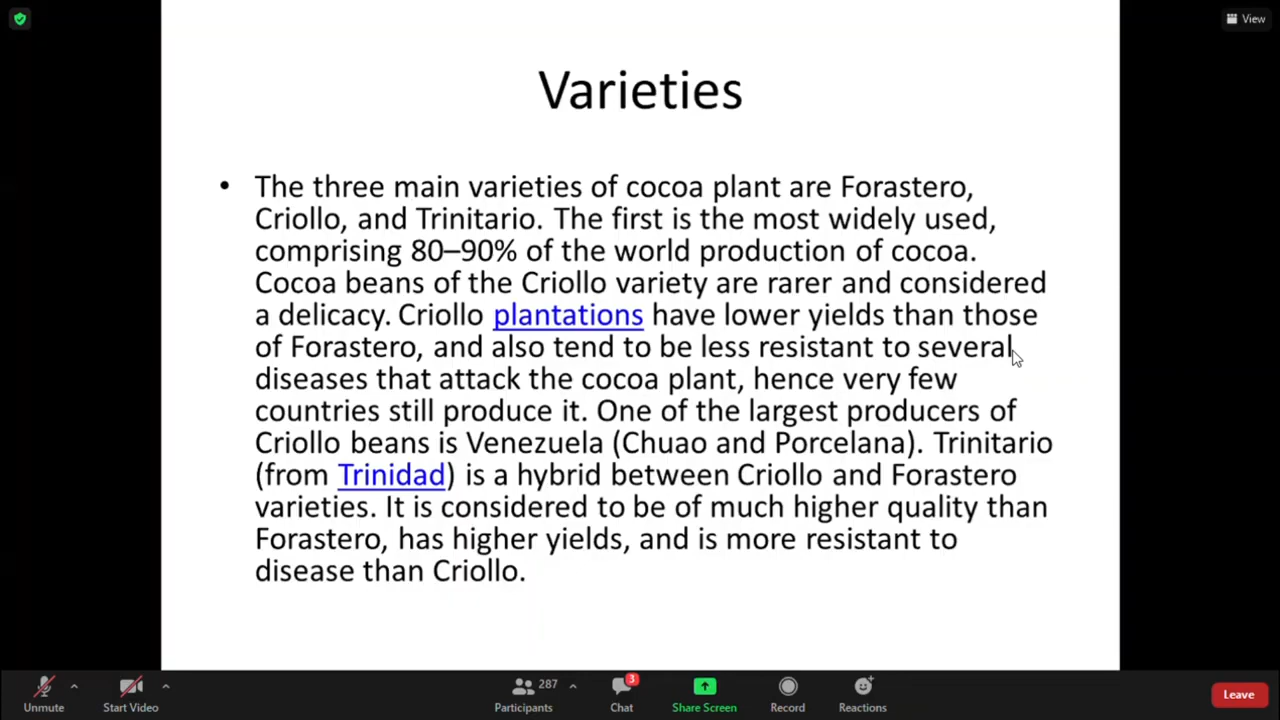 View
Varieties
• The three main varieties of cocoa plant are Forastero,
Criollo, and Trinitario. The first is the most widely used,
comprising 80–90% of the world production of cocoa.
Cocoa beans of the Criollo variety are rarer and considered
a delicacy. Criollo plantations have lower yields than those
of Forastero, and also tend to be less resistant to several
diseases that attack the cocoa plant, hence very few
countries still produce it. One of the largest producers of
Criollo beans is Venezuela (Chuao and Porcelana). Trinitario
(from Trinidad) is a hybrid between Criollo and Forastero
varieties. It is considered to be of much higher quality than
Forastero, has higher yields, and is more resistant to
disease than Criollo.
287 3
Unmute Start Video Participants Chat Share Screen Record Reactions Leave